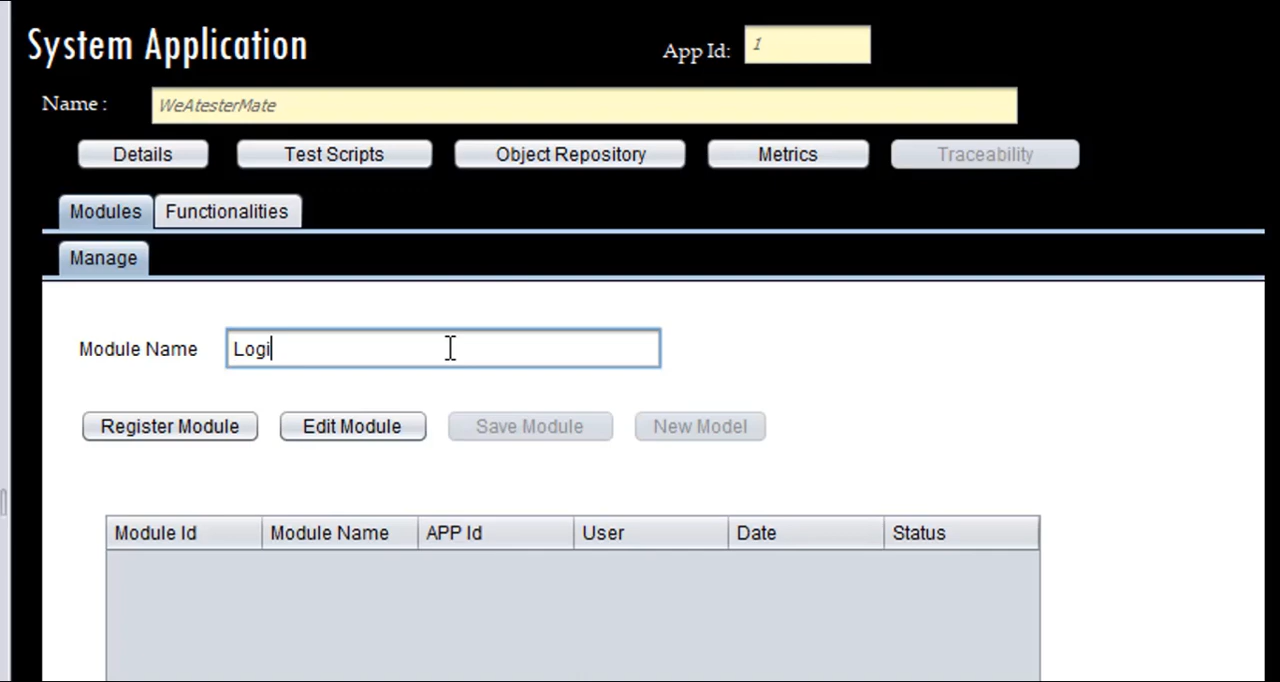 System Application
App Id: 1
Name : WeAtesterMate
Details Test Scripts Object Repository Metrics Traceability
Modules Functionalities
Manage
Module Name Logi
Register Module Edit Module Save Module New Model
Module Id Module Name APP Id User Date Status